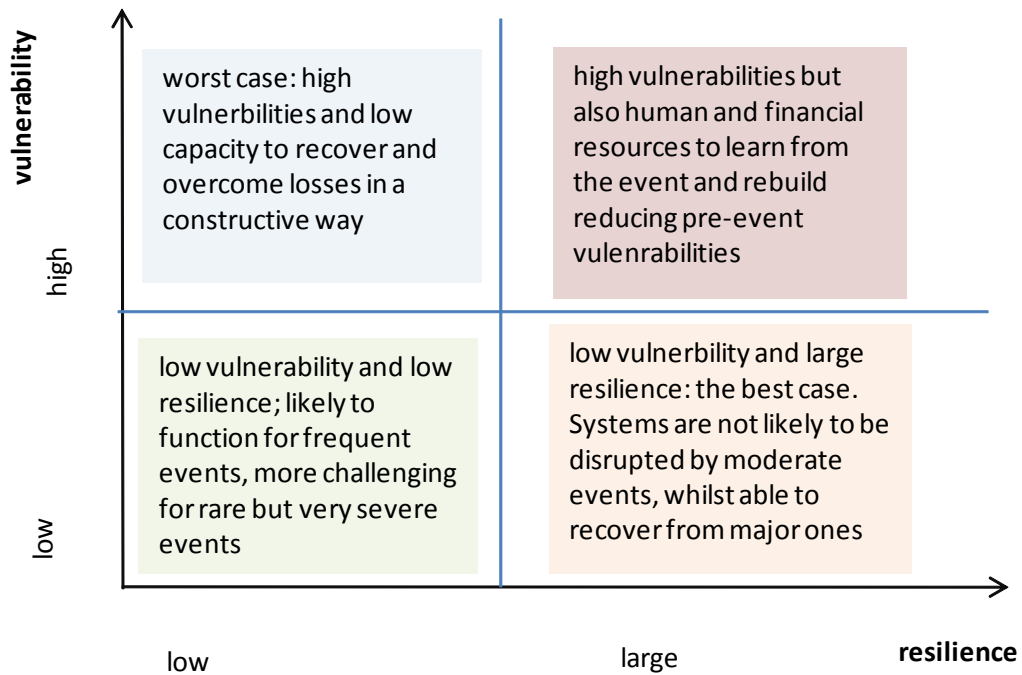 vulnerability
worst case: high
vulnerbilities and low
capacity to recover and
overcome losses in a
constructive way
high vulnerabilities but
also human and financial
resources to learn from
the event and rebuild
reducing pre-event
vulenrabilities
high
low vulnerability and low
resilience; likely to
function for frequent
events, more challenging
for rare but very severe
events
low vulnerbility and large
resilience: the best case.
Systems are not likely to be
disrupted by moderate
events, whilst able to
recover from major ones
low
low
large
resilience